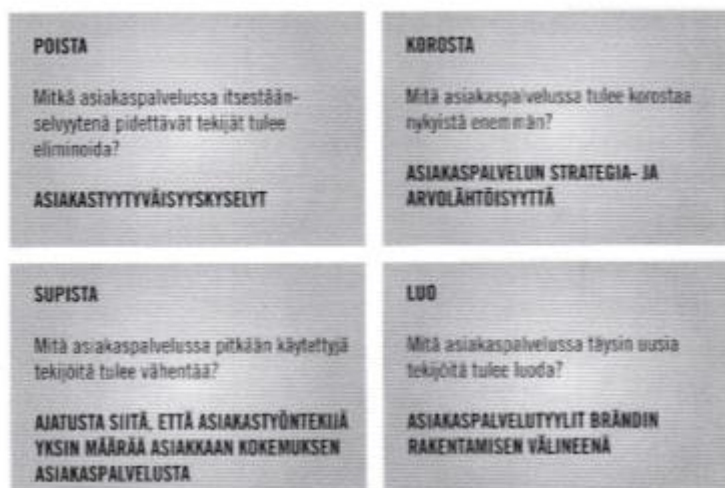 POISTA
Mitkä asiakaspalvelussa itsestään-
selvyytenä pidettävät tekijät tulee
eliminoida?
ASIAKASTYYTYVÄISYYSKYSELYT
KOROSTA
Mitä asiakaspalvelussa tulee korostaa
nykyistä enemmän?
ASIAKASPALVELUN STRATEGIA- JA
ARVOLÄHTÖISYYTTÄ
SUPISTA
Mitä asiakaspalvelussa pitkään käytettyjä
tekijöitä tulee vähentää?
AJATUSTA SIITÄ, ETTÄ ASIAKASTYÖNTEKIJÄ
YKSIN MÄÄRÄÄ ASIAKKAAN KOKEMUKSEN
ASIAKASPALVELUSTA
LUO
Mitä asiakaspalvelussa täysin uusia
tekijöitä tulee luoda?
ASIAKASPALVELUTYYLIT BRÄNDIN
RAKENTAMISEN VÄLINEENÄ